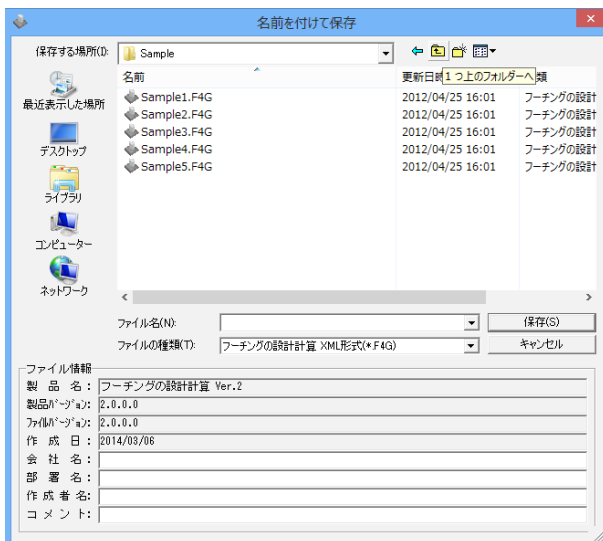 名前を付けて保存
保存する場所(I):
Sample
名前
更新日時
1 つ上のフォルダーへ
類
Sample1.F4G 2012/04/25 16:01 フーチングの設計
Sample2.F4G 2012/04/25 16:01 フーチングの設計
Sample3.F4G 2012/04/25 16:01 フーチングの設計
Sample4.F4G 2012/04/25 16:01 フーチングの設計
Sample5.F4G 2012/04/25 16:01 フーチングの設計
最近表示した場所
デスクトップ
ライブラリ
コンピューター
ネットワーク
ファイル名(N):
保存(S)
ファイルの種類(T): フーチングの設計計算 XML形式(*.F4G)
キャンセル
ファイル情報
製 品 名: フーチングの設計計算 Ver.2
製品ﾊﾞｰｼﾞｮﾝ: 2.0.0.0
ﾌｧｲﾙﾊﾞｰｼﾞｮﾝ: 2.0.0.0
作 成 日: 2014/03/06
会 社 名:
部 署 名:
作 成 者 名:
コ メ ン ト: